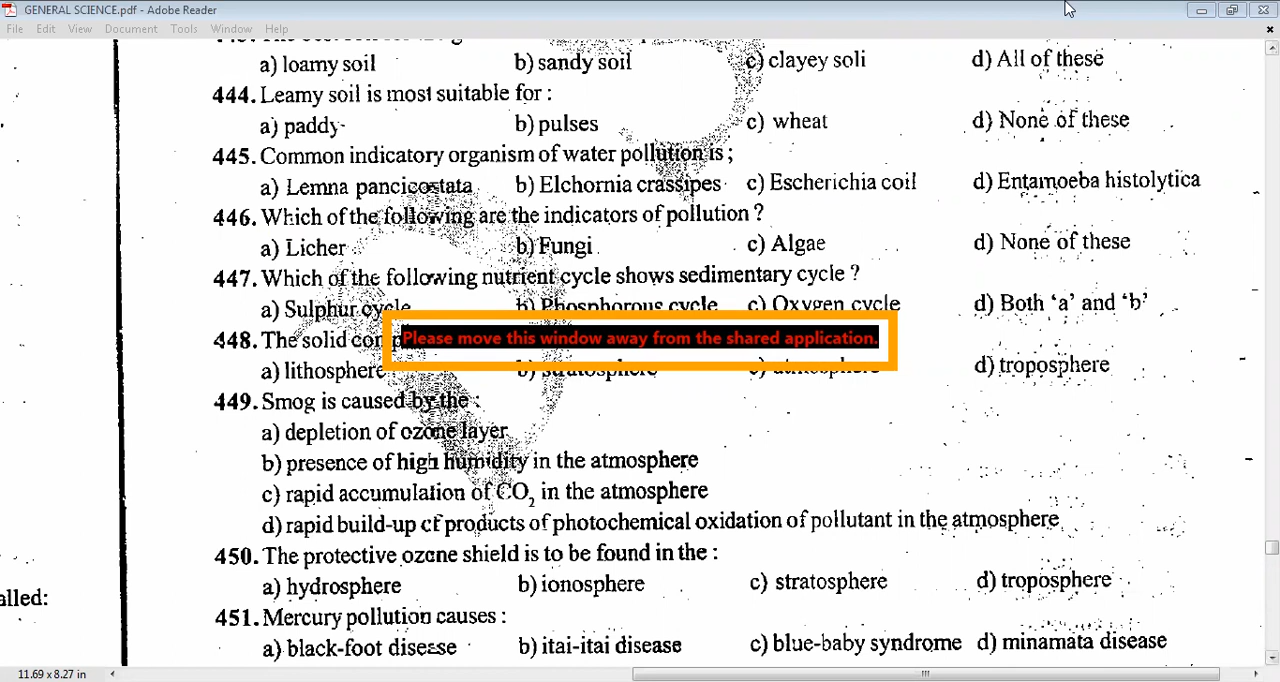 GENERAL SCIENCE.pdf - Adobe Reader
File Edit View Document Tools Window Help
a) loamy soil b) sandy soil c) clayey soli d) All of these
444. Leamy soil is most suitable for :
a) paddy b) pulses c) wheat d) None of these
445. Common indicatory organism of water pollution is ;
a) Lemna pancicostata b) Elchornia crassipes c) Escherichia coil d) Entamoeba histolytica
446. Which of the following are the indicators of pollution ?
a) Licher b) Fungi c) Algae d) None of these
447. Which of the following nutrient cycle shows sedimentary cycle ?
a) Sulphur cycle b) Phosphorous cycle c) Oxygen cycle d) Both ‘a’ and ‘b’
448. The solid
Please move this window away from the shared application.
a) lithosphere b) stratosphere c) atmosphere d) troposphere
449. Smog is caused by the :
a) depletion of ozone layer
b) presence of high humidity in the atmosphere
c) rapid accumulation of CO2 in the atmosphere
d) rapid build-up of products of photochemical oxidation of pollutant in the atmosphere
450. The protective ozone shield is to be found in the :
alled:
a) hydrosphere b) ionosphere c) stratosphere d) troposphere
451. Mercury pollution causes :
a) black-foot disease b) itai-itai disease c) blue-baby syndrome d) minamata disease
11.69 x 8.27 in